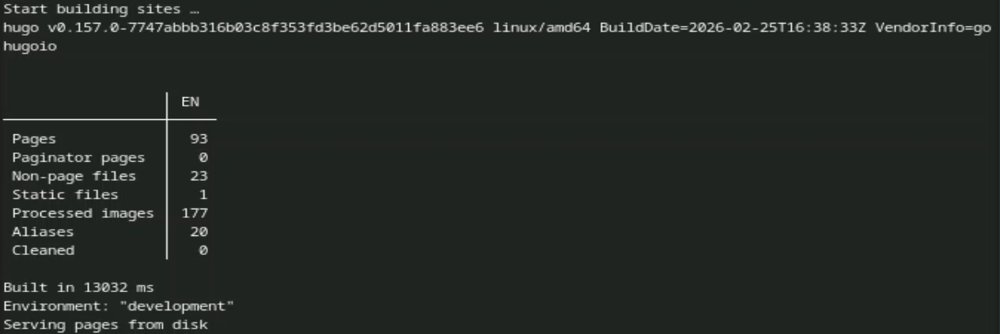 Start building sites …
hugo v0.157.0-7747abbb316b03c8f353fd3be62d5011fa883ee6 linux/amd64 BuildDate=2026-02-25T16:38:33Z VendorInfo=go
hugoio
EN
Pages 93
Paginator pages 0
Non-page files 23
Static files 1
Processed images 177
Aliases 20
Cleaned 0
Built in 13032 ms
Environment: "development"
Serving pages from disk